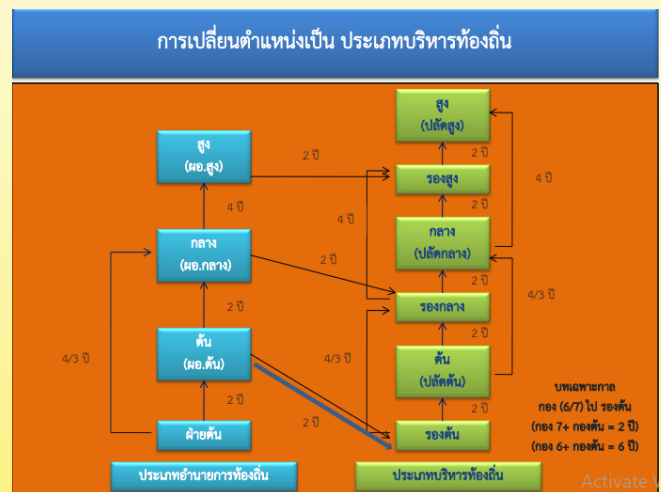 การเปลี่ยนตำแหน่งเป็น ประเภทบริหารท้องถิ่น
สูง
(ปลัดสูง)
สูง
(ผอ.สูง)
2 ปี
2 ปี
รองสูง
4 ปี
4 ปี
4 ปี
2 ปี
กลาง
(ผอ.กลาง)
กลาง
(ปลัดกลาง)
2 ปี
2 ปี
2 ปี
รองกลาง
4/3 ปี
2 ปี
ต้น
(ผอ.ต้น)
4/3 ปี
4/3 ปี
ต้น
(ปลัดต้น)
2 ปี
2 ปี
2 ปี
ฝ่ายต้น
รองต้น
บทเฉพาะกาล
กอง (6/7) ไป รองต้น
(กอง 7+ กองต้น = 2 ปี)
(กอง 6+ กองต้น = 6 ปี)
ประเภทอำนายการท้องถิ่น
ประเภทบริหารท้องถิ่น
Activate